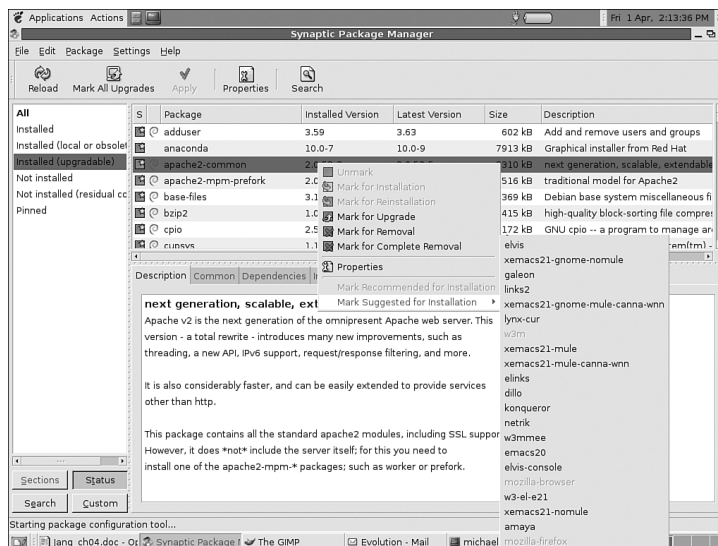 Applications Actions Fri 1 Apr, 2:13:36 PM
Synaptic Package Manager
File Edit Package Settings Help
Reload Mark All Upgrades Apply Properties Search
All
Installed
Installed (local or obsolet
Installed (upgradable)
Not installed
Not installed (residual cc
Pinned
S Package Installed Version Latest Version Size Description
adduser 3.59 3.63 602 kB Add and remove users and groups
anaconda 10.0-7 10.0-9 7913 kB Graphical installer from Red Hat
apache2-common 310 kB next generation, scalable, extendable
apache2-mpm-prefork 2.0 516 kB traditional model for Apache2
base-files 3.1 369 kB Debian base system miscellaneous fi
bzip2 1.0 415 kB high-quality block-sorting file compres
cpio 2.5 172 kB GNU cpio -- a program to manage ar
cupsys 1.1 em(tm) -
Unmark
Mark for Installation
Mark for Reinstallation
Mark for Upgrade
Mark for Removal
Mark for Complete Removal
Properties
Mark Recommended for Installation
Mark Suggested for Installation
elvis
xemacs21-gnome-nomule
galeon
links2
xemacs21-gnome-mule-canna-wnn
lynx-cur
w3m
xemacs21-mule
xemacs21-mule-canna-wnn
elinks
dillo
konqueror
netrik
w3mmee
emacs20
elvis-console
mozilla-browser
w3-el-e21
xemacs21-nomule
amaya
mozilla-firefox
Description Common Dependencies
next generation, scalable, ext
Apache v2 is the next generation of the omnipresent Apache web server. This
version - a total rewrite - introduces many new improvements, such as
threading, a new API, IPv6 support, request/response filtering, and more.
It is also considerably faster, and can be easily extended to provide services
other than http.
This package contains all the standard apache2 modules, including SSL suppor
However, it does *not* include the server itself; for this you need to
install one of the apache2-mpm-* packages; such as worker or prefork.
Sections Status
Search Custom
Starting package configuration tool...
Jang_ch04.doc - Op Synaptic Package M The GIMP Evolution - Mail michael